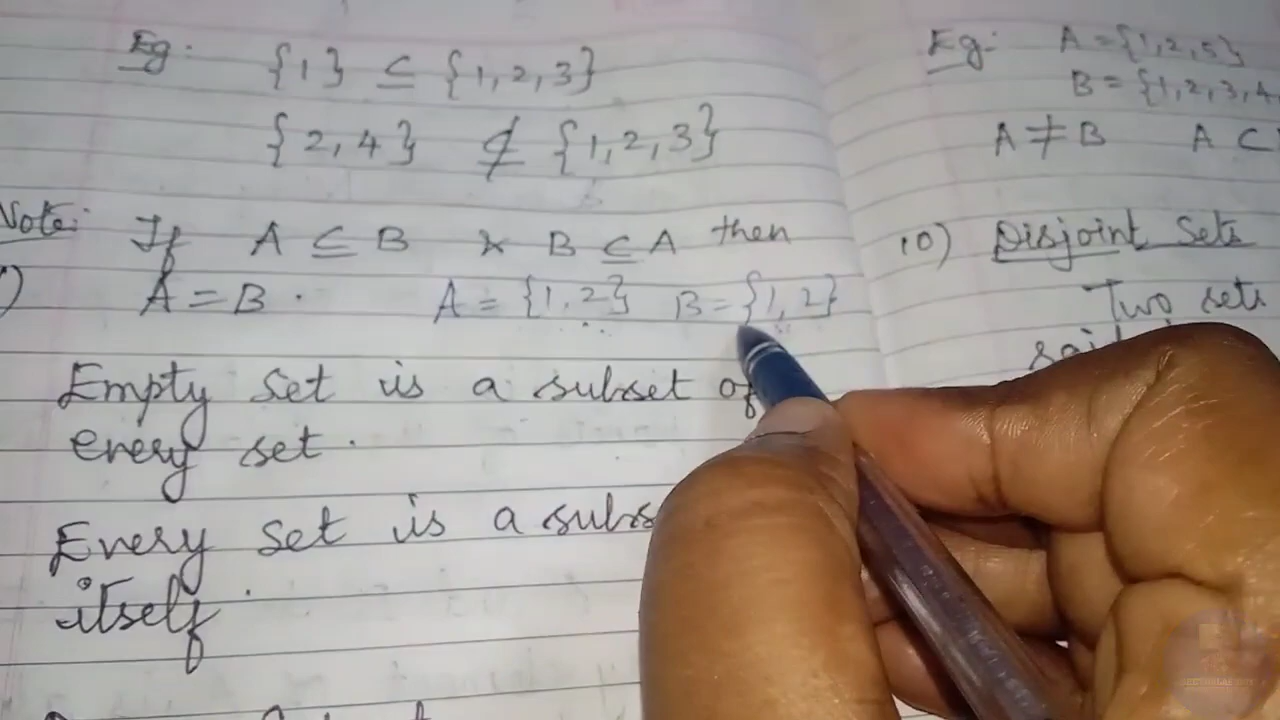 Eg:- {1} ⊆ {1,2,3}
{2,4} ⊄ {1,2,3}
Note:- If A ⊆ B & B ⊆ A then
A = B . A = {1,2} B = {1,2}
Empty set is a subset of
every set .
Every set is a subs
itself .
Eg:- A = {1,2,5}
B = {1,2,3,4,
A ≠ B A ⊂
10) Disjoint Sets
Two sets